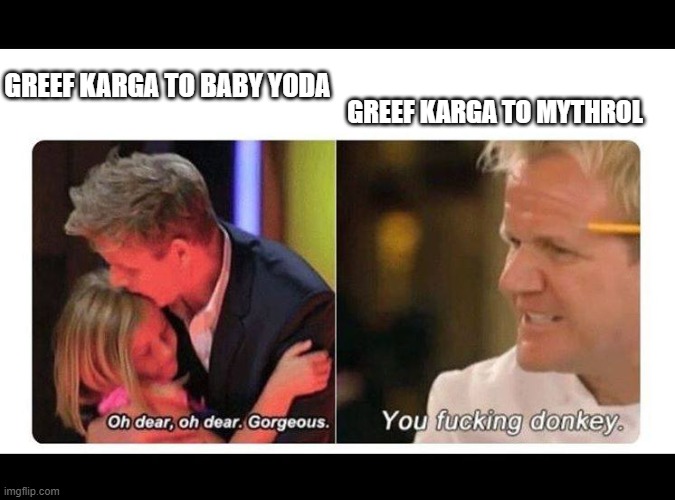 GREEF KARGA TO BABY YODA
GREEF KARGA TO MYTHROL
Oh dear, oh dear. Gorgeous.
You fucking donkey.
imgflip.com